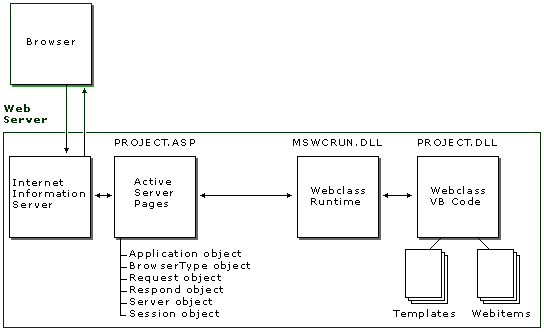 Browser
Web
Server
PROJECT.ASP
MSWCRUN.DLL
PROJECT.DLL
Internet
Information
Server
Active
Server
Pages
Webclass
Runtime
Webclass
VB Code
Application object
BrowserType object
Request object
Respond object
Server object
Session object
Templates
Webitems